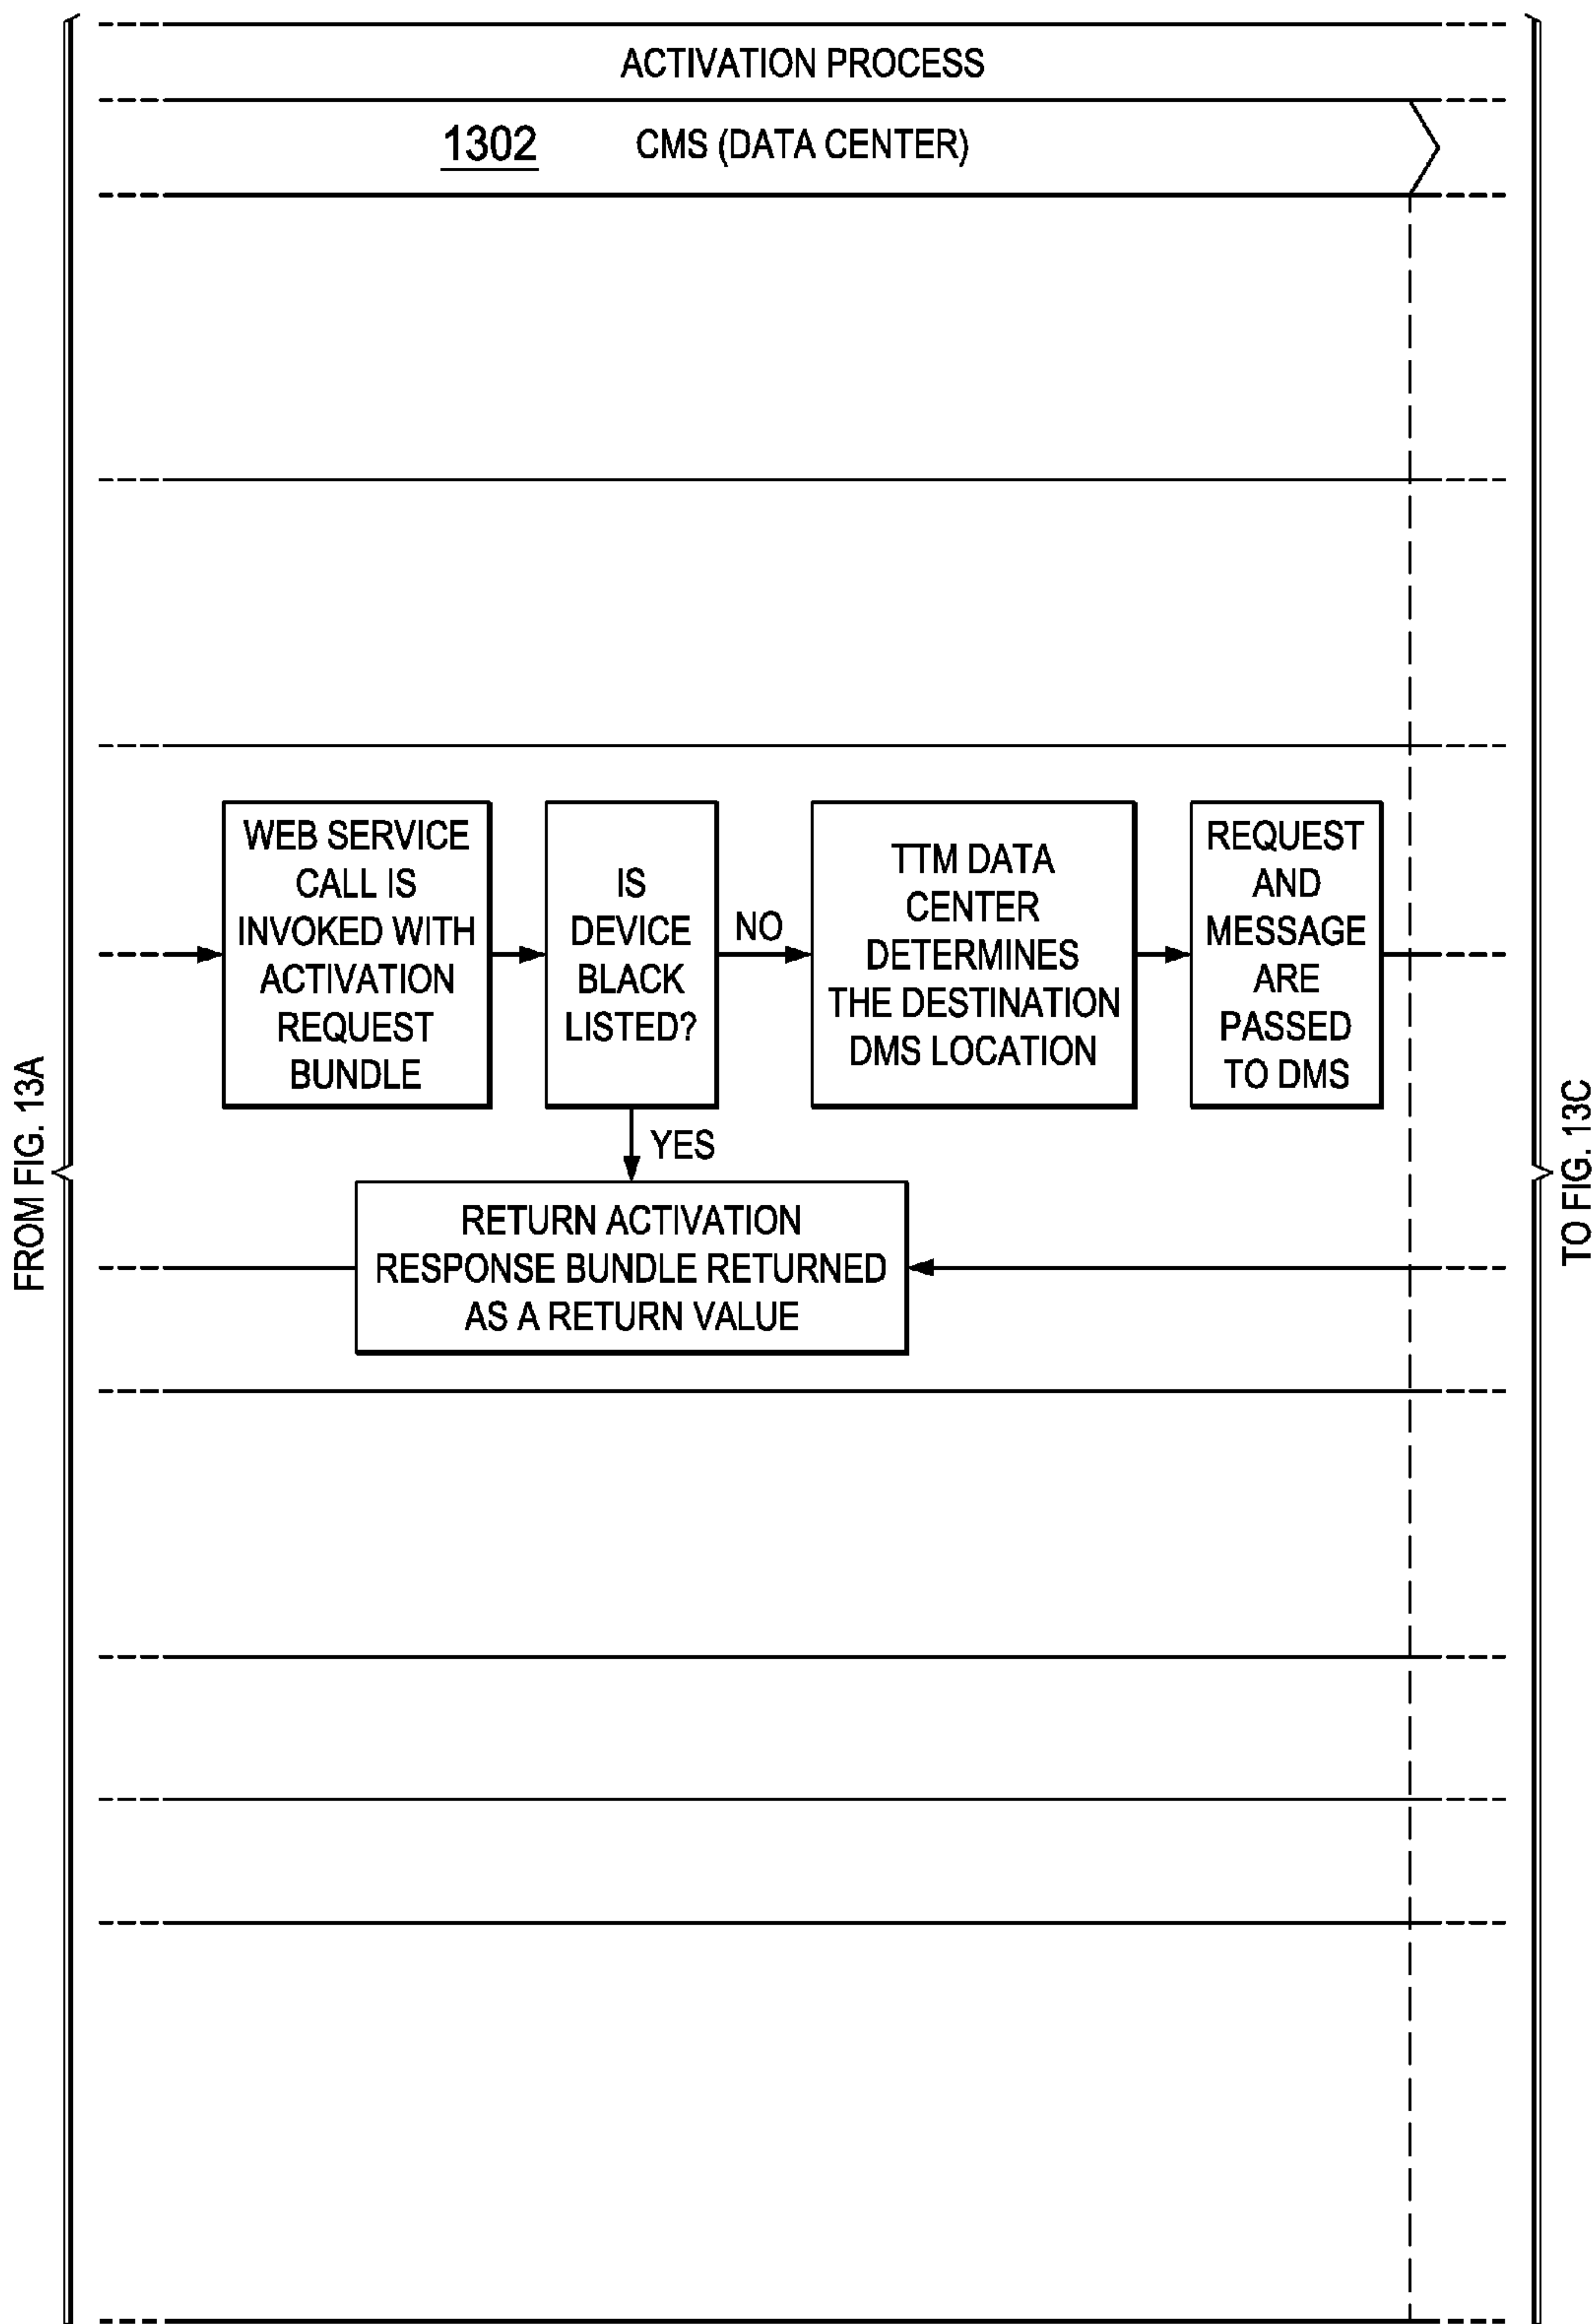 ACTIVATION PROCESS
1302 CMS (DATA CENTER)
WEB SERVICE
CALL IS
INVOKED WITH
ACTIVATION
REQUEST
BUNDLE
IS
DEVICE
BLACK
LISTED?
NO
TTM DATA
CENTER
DETERMINES
THE DESTINATION
DMS LOCATION
REQUEST
AND
MESSAGE
ARE
PASSED
TO DMS
YES
RETURN ACTIVATION
RESPONSE BUNDLE RETURNED
AS A RETURN VALUE
FROM FIG. 13A
TO FIG. 13C